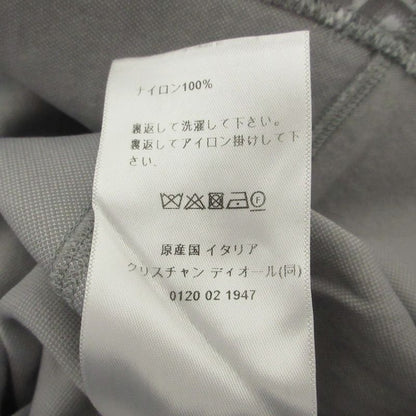 ナイロン100%
裏返して洗濯して下さい。
裏返してアイロン掛けして下さい
原産国 イタリア
クリスチャン ディオール(同)
0120 02 1947